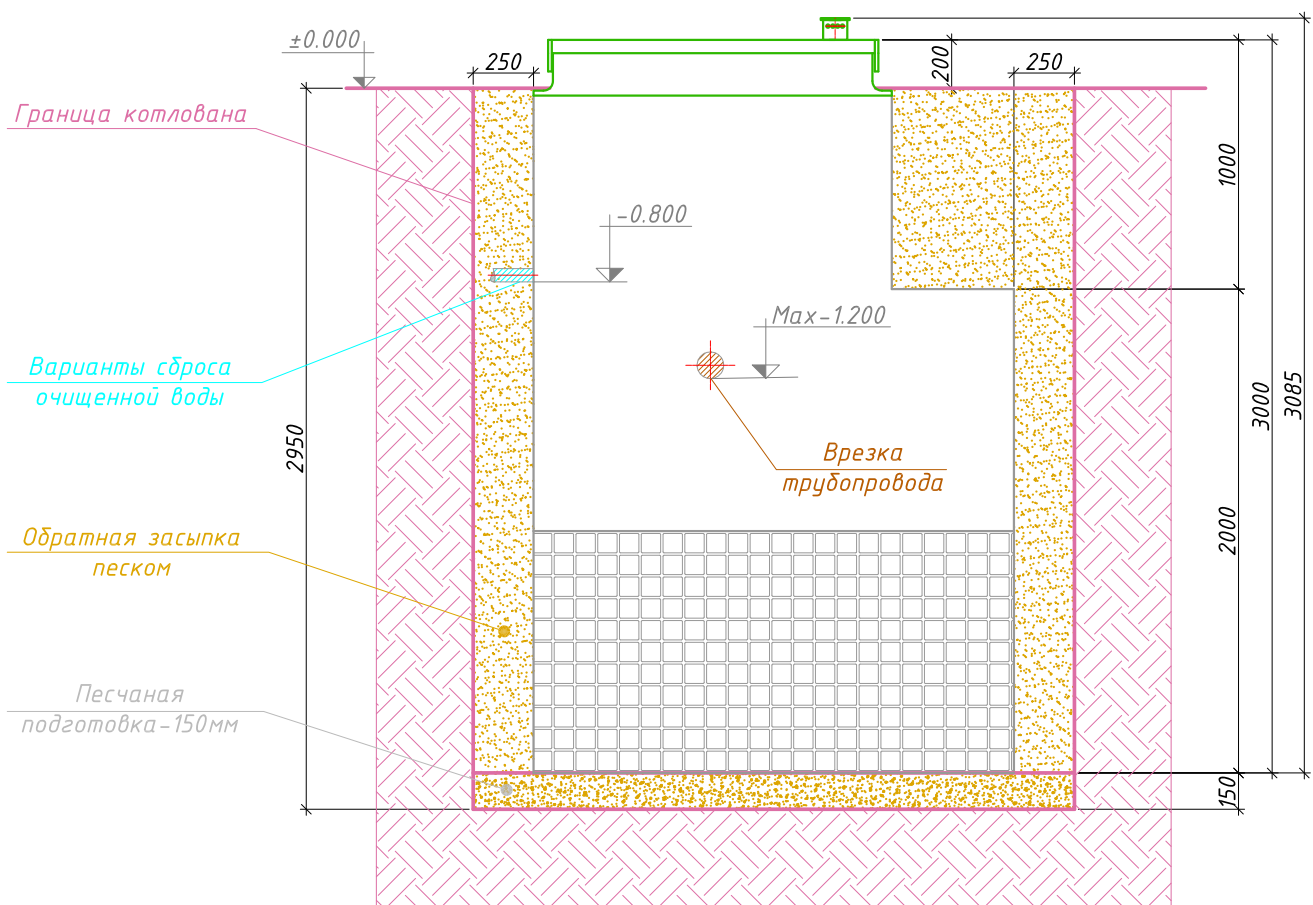 ±0.000
250
200
250
Граница котлована
1000
-0.800
Max-1.200
Варианты сброса
очищенной воды
3085
3000
2950
Врезка
трубопровода
2000
Обратная засыпка
песком
Песчаная
подготовка-150мм
150